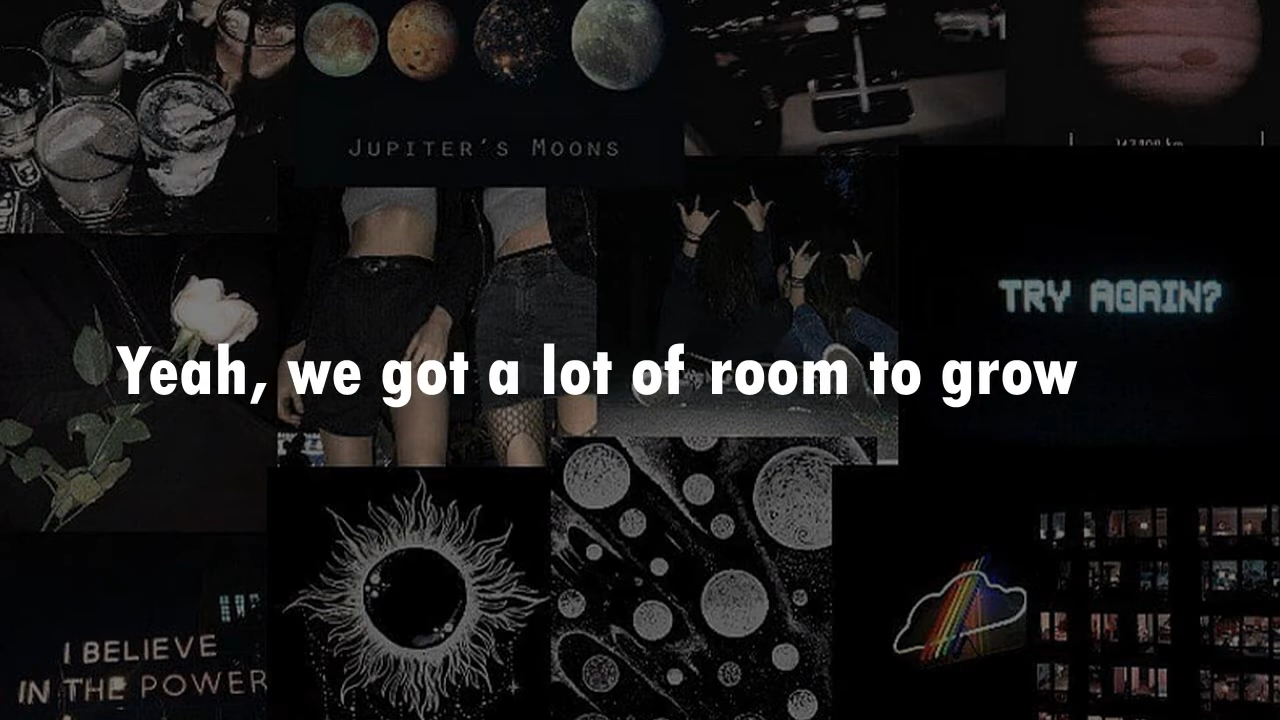 JUPITER'S MOONS
TRY AGAIN?
Yeah, we got a lot of room to grow
I BELIEVE
IN THE POWER